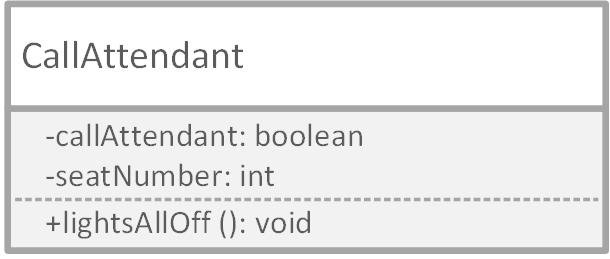 CallAttendant
-callAttendant: boolean
-seatNumber: int
+lightsAllOff (): void